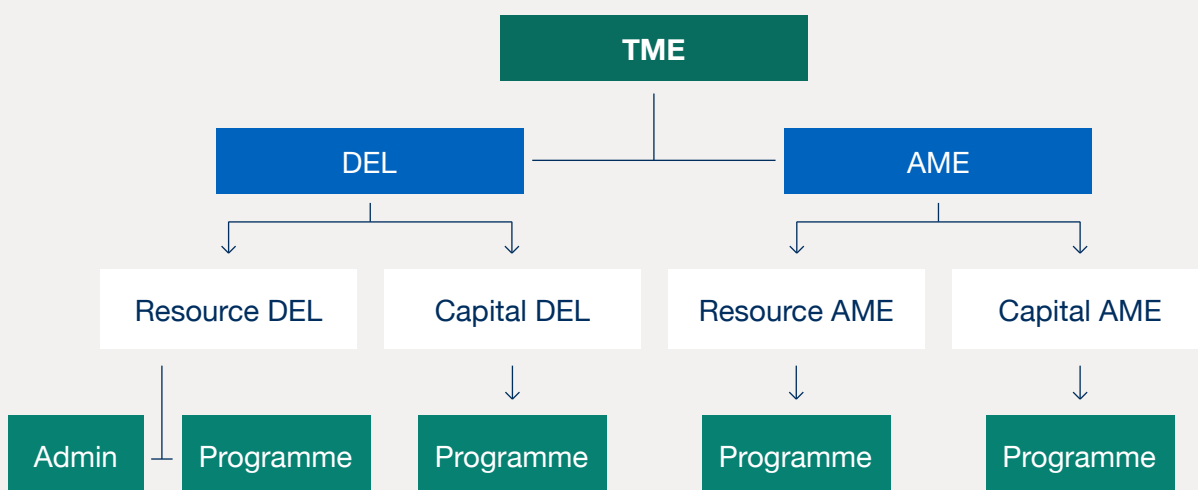 TME
DEL
AME
Resource DEL
Capital DEL
Resource AME
Capital AME
Admin
Programme
Programme
Programme
Programme